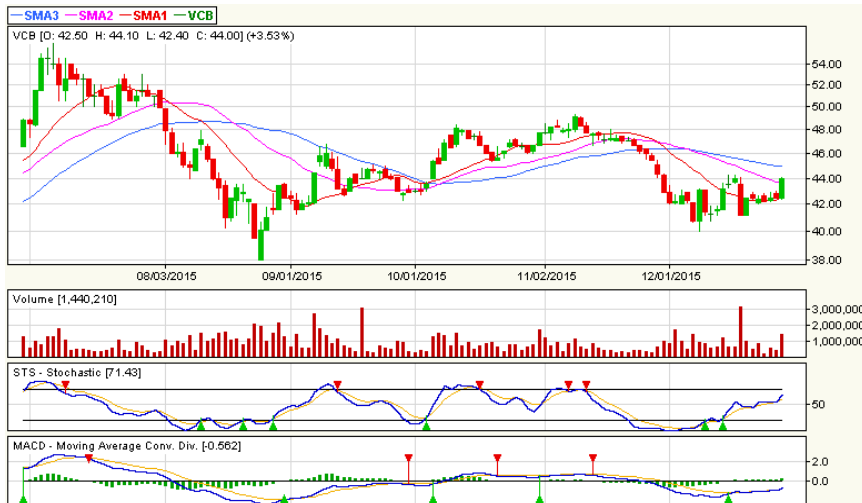 SMA3 SMA2 SMA1 VCB
VCB [O: 42.50 H: 44.10 L: 42.40 C: 44.00] (+3.53%)
54.00
52.00
50.00
48.00
46.00
44.00
42.00
40.00
38.00
08/03/2015 09/01/2015 10/01/2015 11/02/2015 12/01/2015
Volume [1,440,210]
3,000,000
2,000,000
1,000,000
STS - Stochastic [71.43]
50
MACD - Moving Average Conv. Div. [-0.562]
2.0
0.0